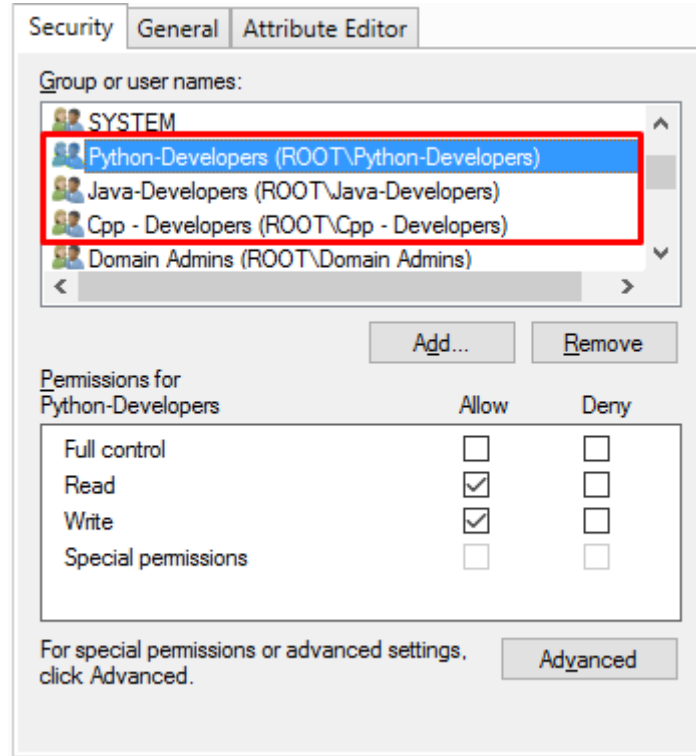 Security General Attribute Editor
Group or user names:
SYSTEM
Python-Developers (ROOT\Python-Developers)
Java-Developers (ROOT\Java-Developers)
Cpp - Developers (ROOT\Cpp - Developers)
Domain Admins (ROOT\Domain Admins)
Add... Remove
Permissions for
Python-Developers Allow Deny
Full control
Read
Write
Special permissions
For special permissions or advanced settings,
click Advanced.
Advanced